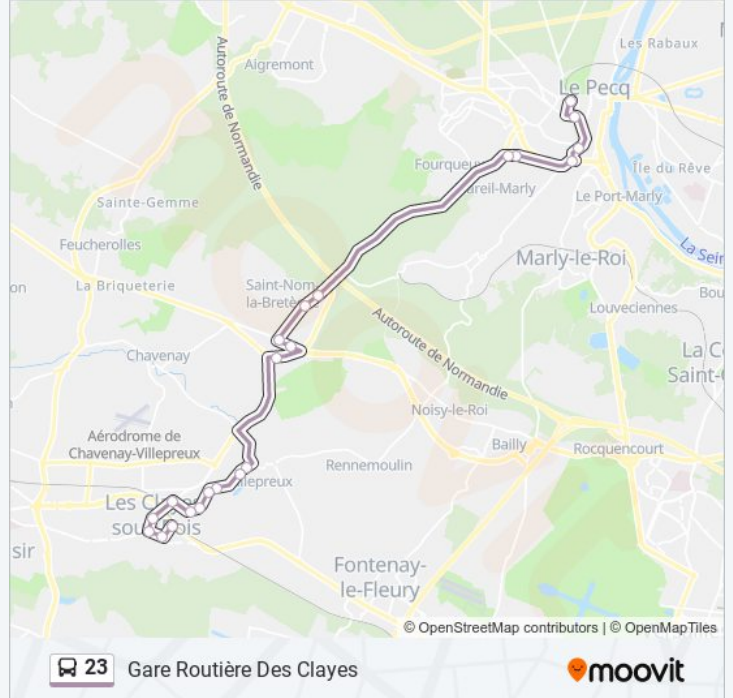 Les Rabaux
Aigremont
Le Pecq
Autoroute de Normandie
Fourqueux
Île du Rêve
Mareil-Marly
Le Port-Marly
Sainte-Gemme
Feucherolles
La Seine
Marly-le-Roi
La Briqueterie
Saint-Nom-
la-Bretèche
Louveciennes
Autoroute de Normandie
Chavenay
Noisy-le-Roi
Aérodrome de
Chavenay-Villepreux
Bailly
Rocquencourt
Rennemoulin
Villepreux
Les Clayes
sous-Bois
Fontenay-
le-Fleury
© OpenStreetMap contributors | © OpenMapTiles
23 Gare Routière Des Clayes
moovit